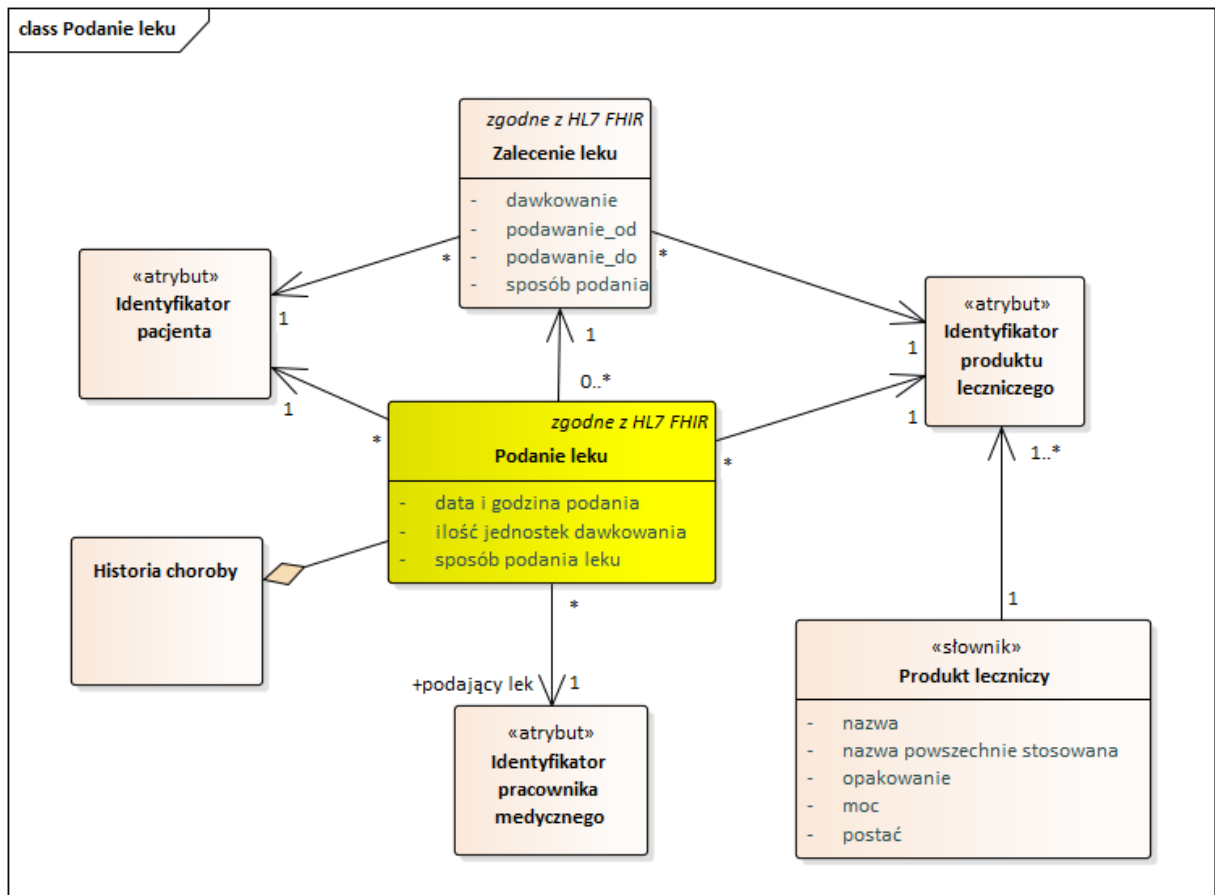 class Podanie leku
zgodne z HL7 FHIR
Zalecenie leku
- dawkowanie
- podawanie_od
- podawanie_do
- sposób podania
«atrybut»
Identyfikator
pacjenta
* 
1
*
1
«atrybut»
Identyfikator
produktu
leczniczego
1
0..*
1
*
1
*
1
zgodne z HL7 FHIR
Podanie leku
- data i godzina podania
- ilość jednostek dawkowania
- sposób podania leku
1..*
1
Historia choroby
*
+podający lek
1
«atrybut»
Identyfikator
pracownika
medycznego
«słownik»
Produkt leczniczy
- nazwa
- nazwa powszechnie stosowana
- opakowanie
- moc
- postać